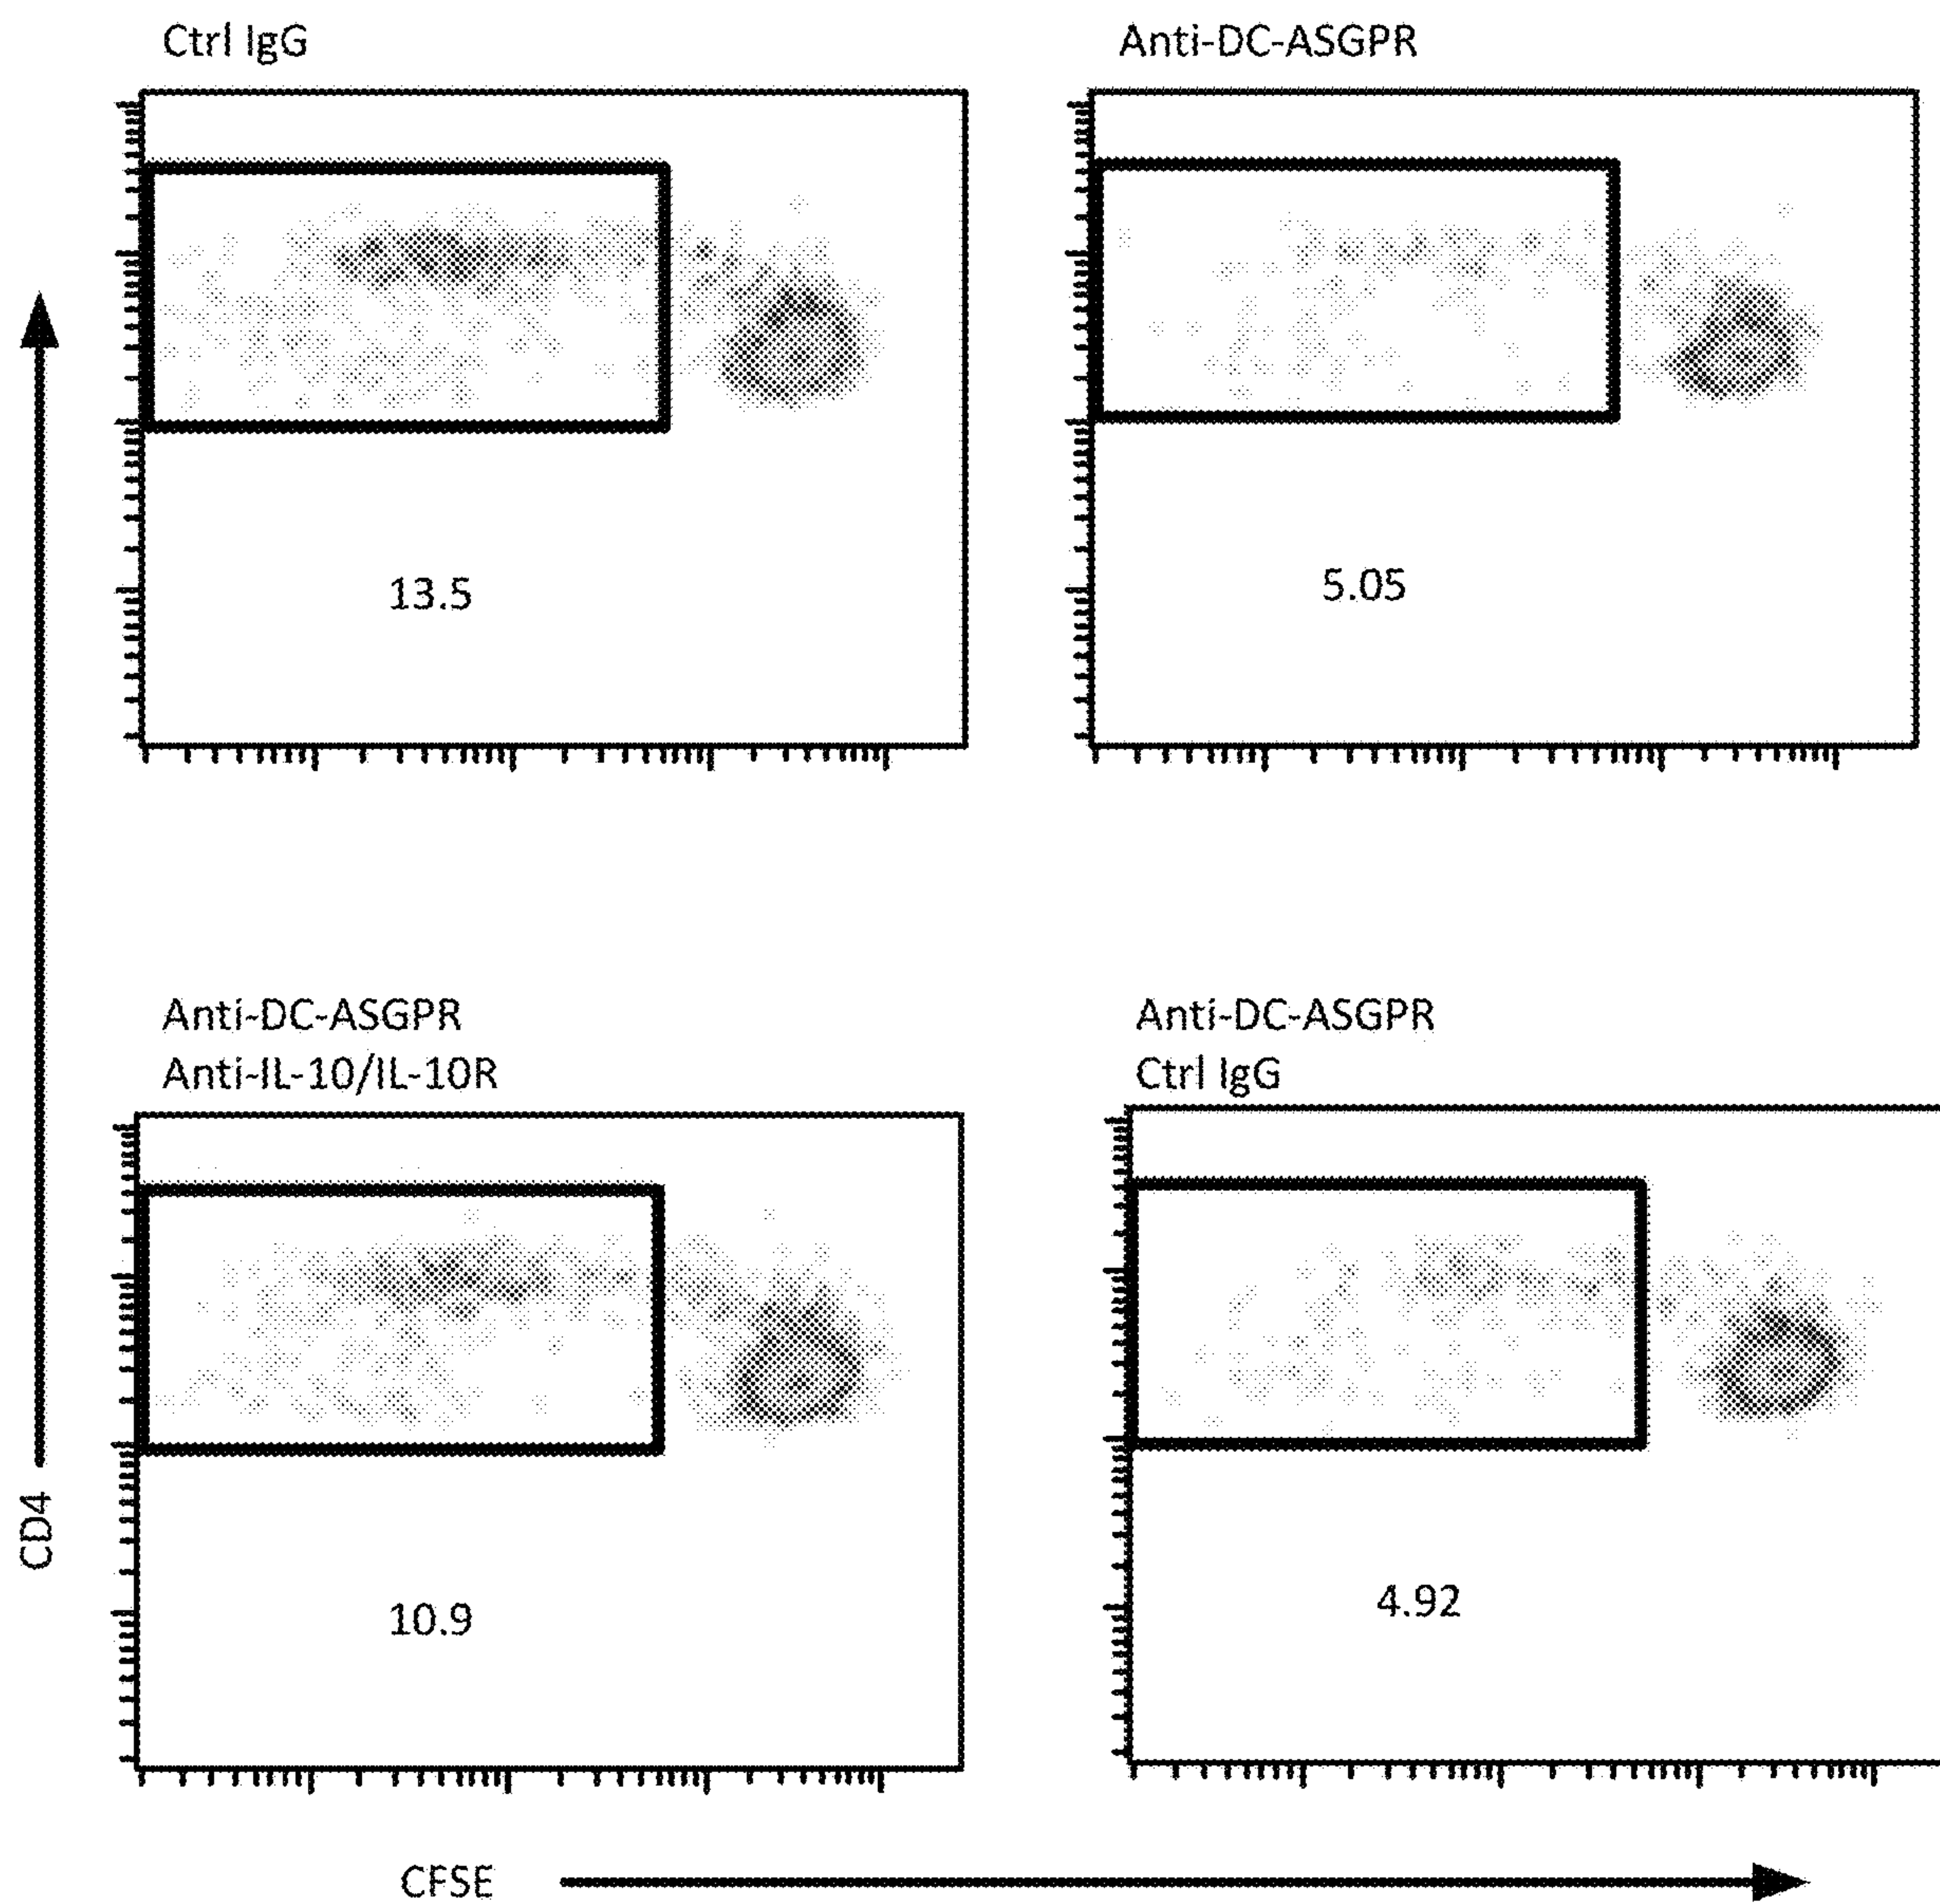 Ctrl IgG
Anti-DC-ASGPR
13.5
5.05
Anti-DC-ASGPR
Anti-IL-10/IL-10R
Anti-DC-ASGPR
Ctrl IgG
10.9
4.92
CD4
CFSE